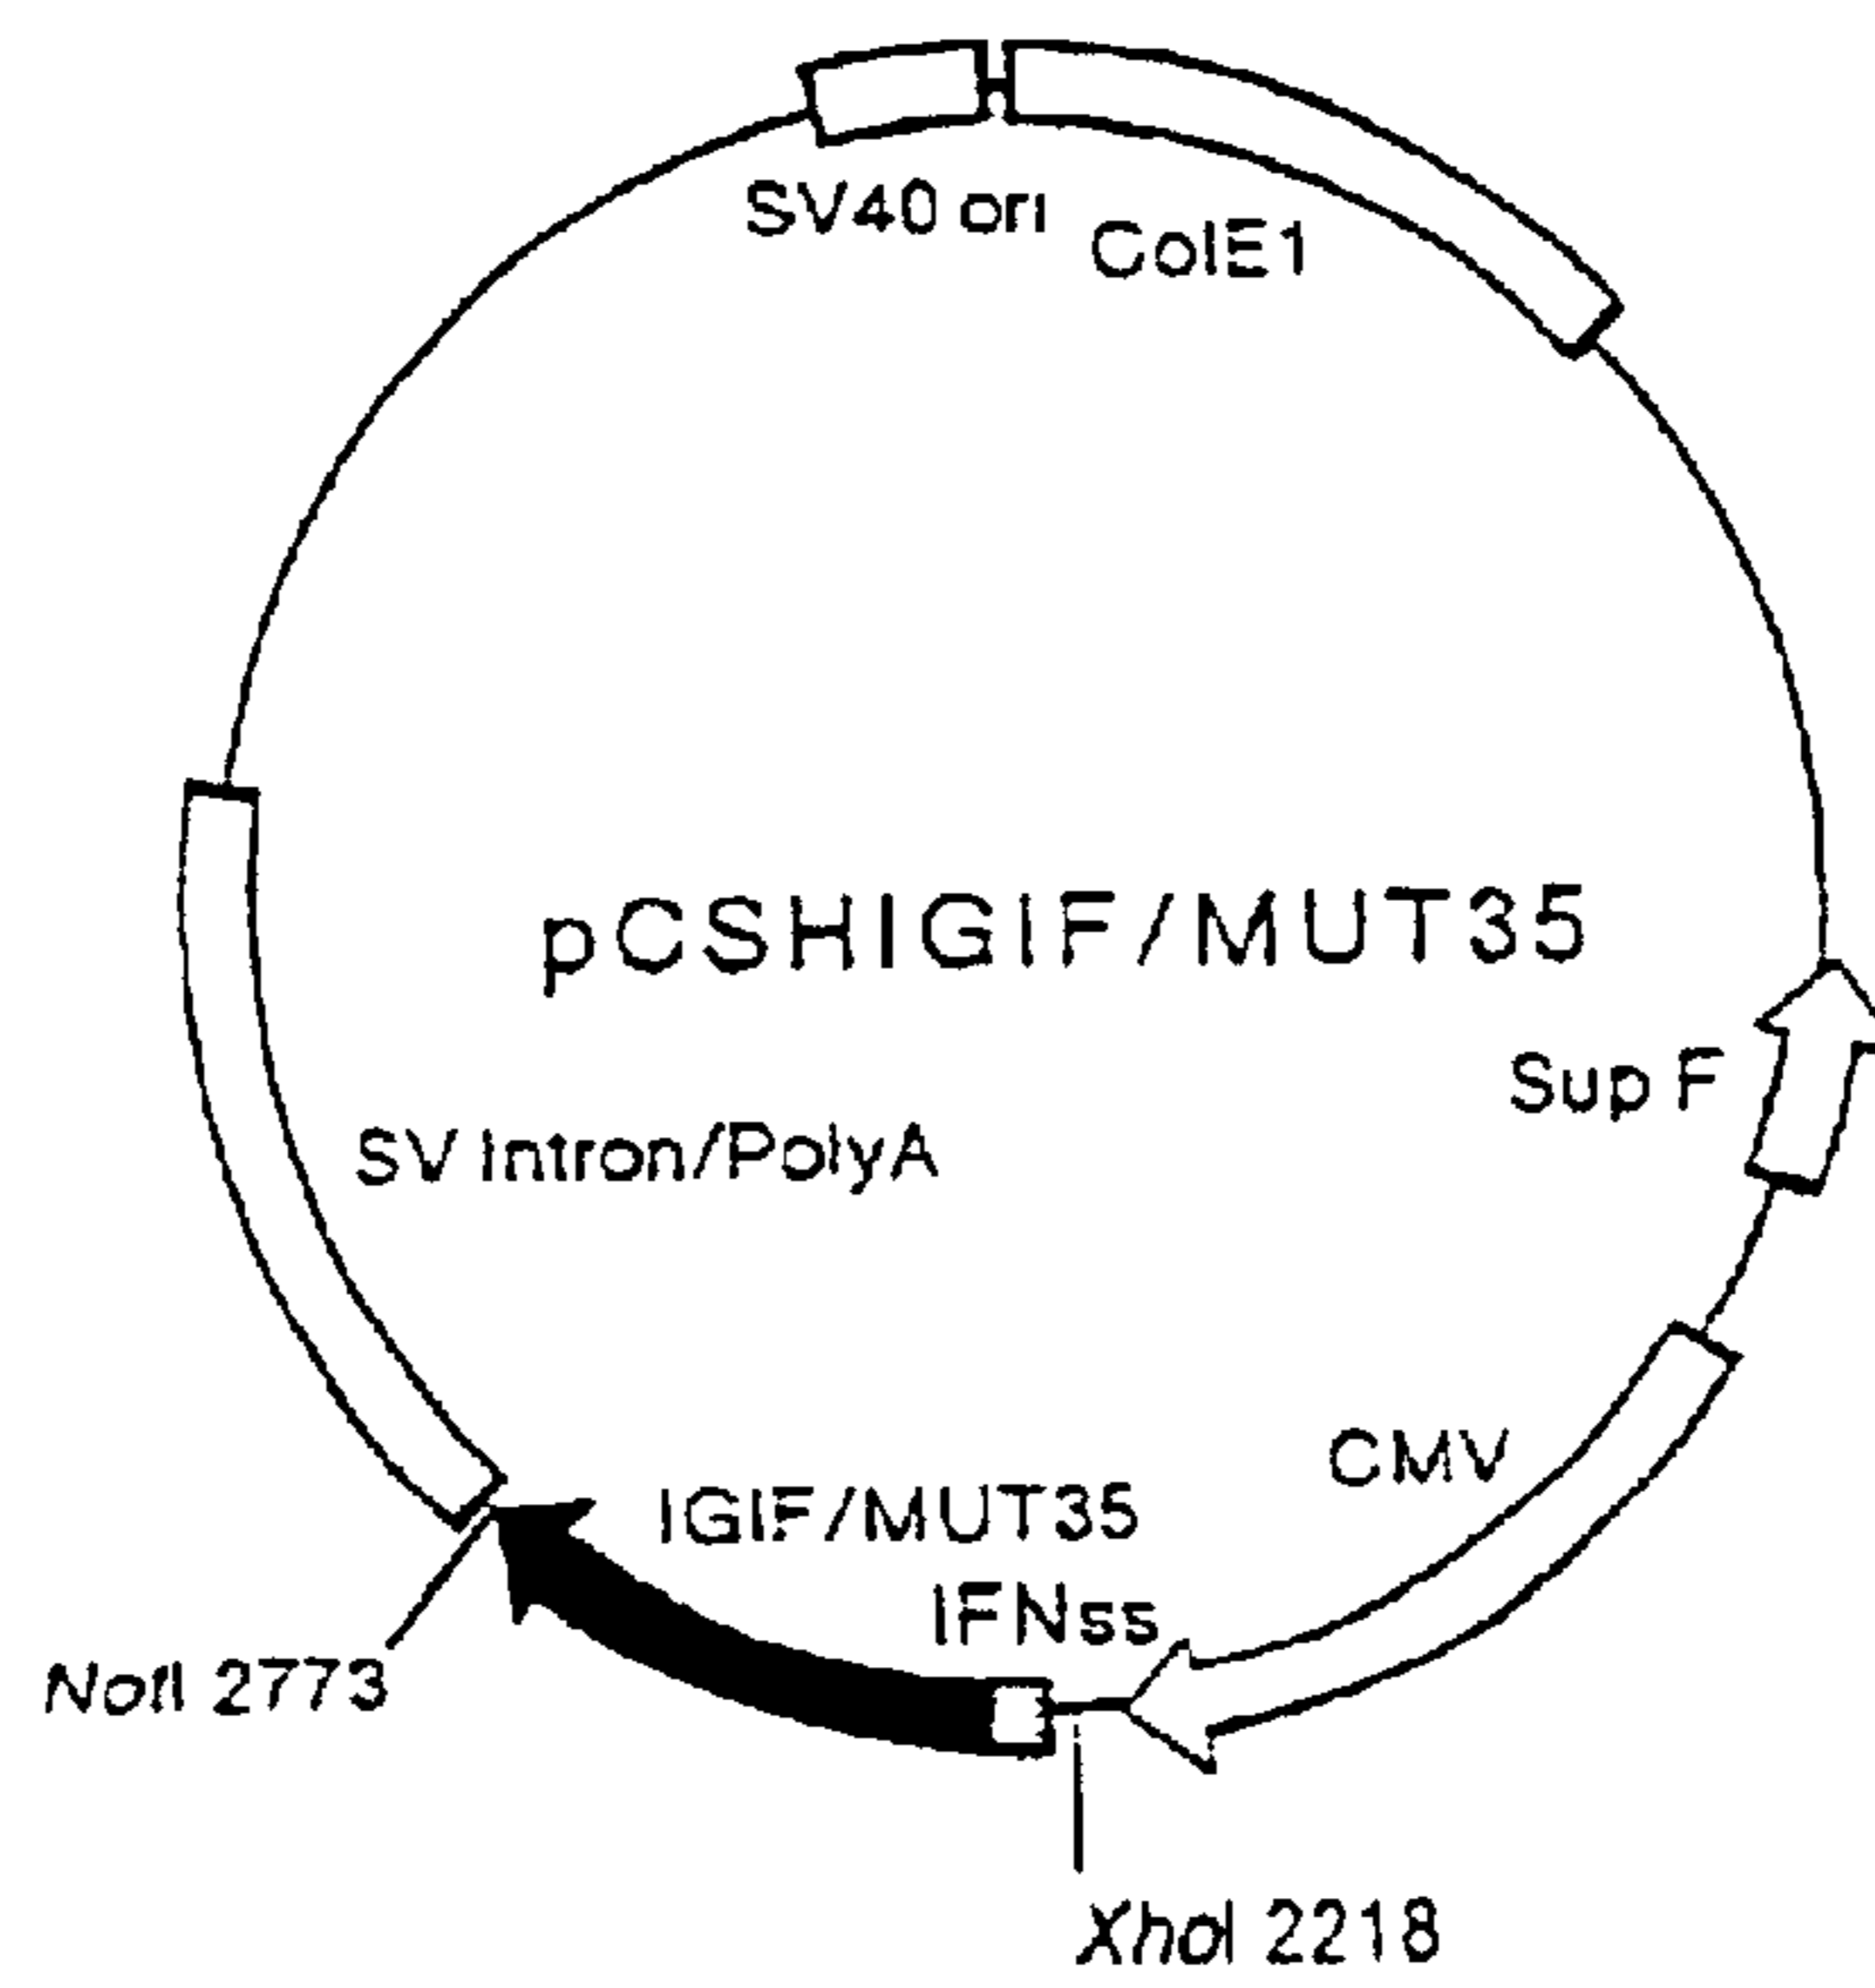 SV40 ori
ColE1
pCSHIGIF/MUT35
Sup F
SV Intron/PolyA
CMV
IGIF/MUT35
IFNss
NotI 2773
XhoI 2218